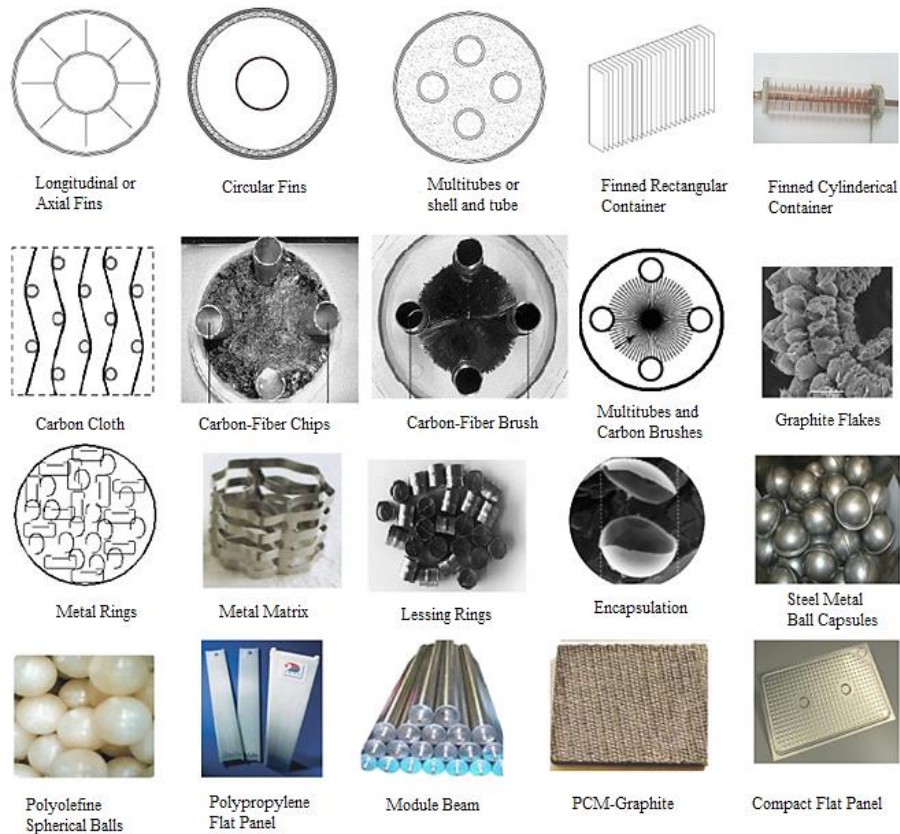 Longitudinal or
Axial Fins
Circular Fins
Multitubes or
shell and tube
Finned Rectangular
Container
Finned Cylinderical
Container
Carbon Cloth
Carbon-Fiber Chips
Carbon-Fiber Brush
Multitubes and
Carbon Brushes
Graphite Flakes
Metal Rings
Metal Matrix
Lessing Rings
Encapsulation
Steel Metal
Ball Capsules
Polyolefine
Spherical Balls
Polypropylene
Flat Panel
Module Beam
PCM-Graphite
Compact Flat Panel